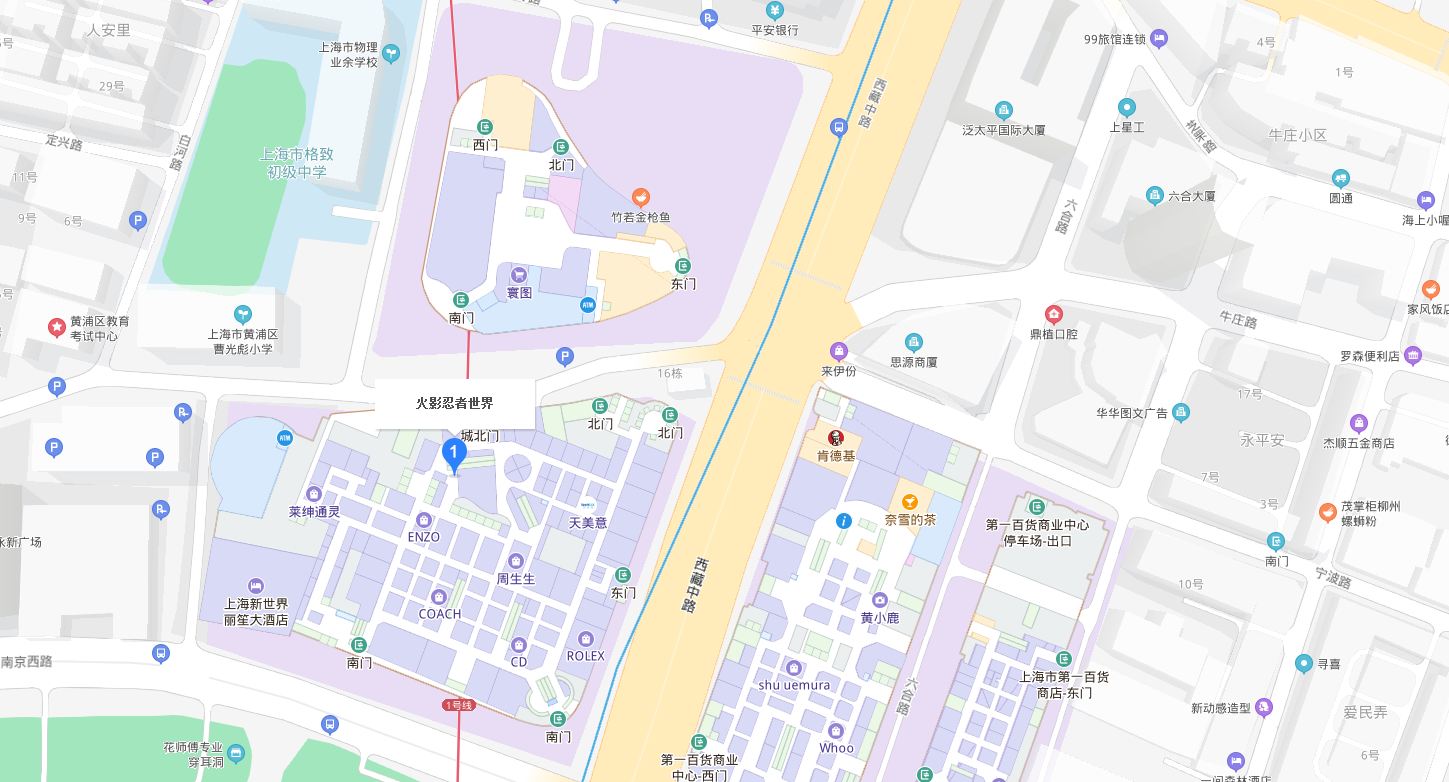 人安里
29号
定兴路
11号
9号
6号
白河路
上海市物理
业余学校
上海市格致
初级中学
P
上海市黄浦区
曹光彪小学
黄浦区教育
考试中心
平安银行
西藏中路
99旅馆连锁
4号
1号
泛太平国际大厦
上星工
牛庄小区
圆通
六合大厦
六合路
西门
北门
竹若金枪鱼
东门
寰图
ATM
南门
P
16栋
来伊份
思源商厦
鼎植口腔
牛庄路
家风饭店
罗森便利店
17号
华华图文广告
永平安
杰顺五金商店
7号
3号
茂掌柜柳州
螺蛳粉
南门
宁波路
10号
火影忍者世界
城北门
1
北门
北门
ATM
P
P
P
莱绅通灵
ENZO
天美意
周生生
东门
COACH
上海新世界
丽笙大酒店
南门
CD
ROLEX
南门
南京西路
1号线
花师傅专业
穿耳洞
西藏中路
肯德基
奈雪的茶
第一百货商业中心
停车场-出口
黄小鹿
shu uemura
六合路
上海市第一百货
商店-东门
Whoo
第一百货商业
中心-西门
寻喜
新动感造型
爱民弄
6号